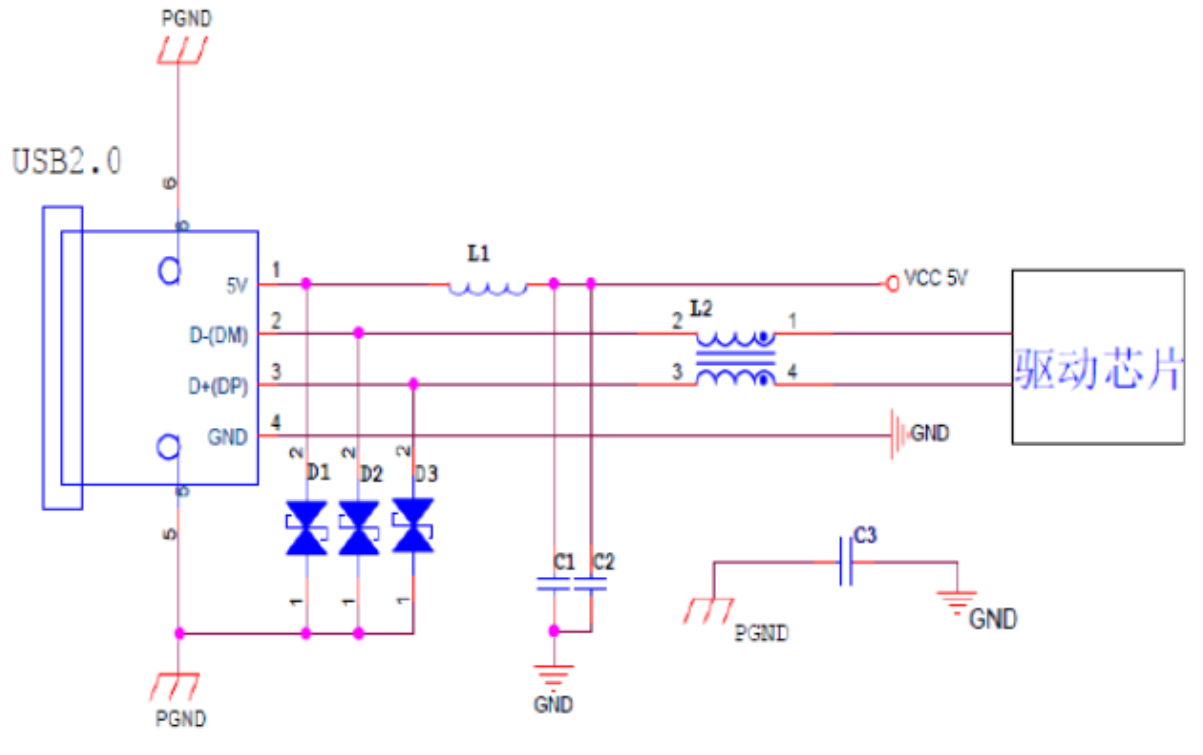 PGND
USB2.0
6
6
L1
1
5V
VCC 5V
2
D-(DM)
2
L2
1
3
D+(DP)
3
4
驱动芯片
4
GND
GND
2
D1
2
D2
2
D3
5
5
C1
C2
C3
1
1
1
PGND
GND
PGND
GND